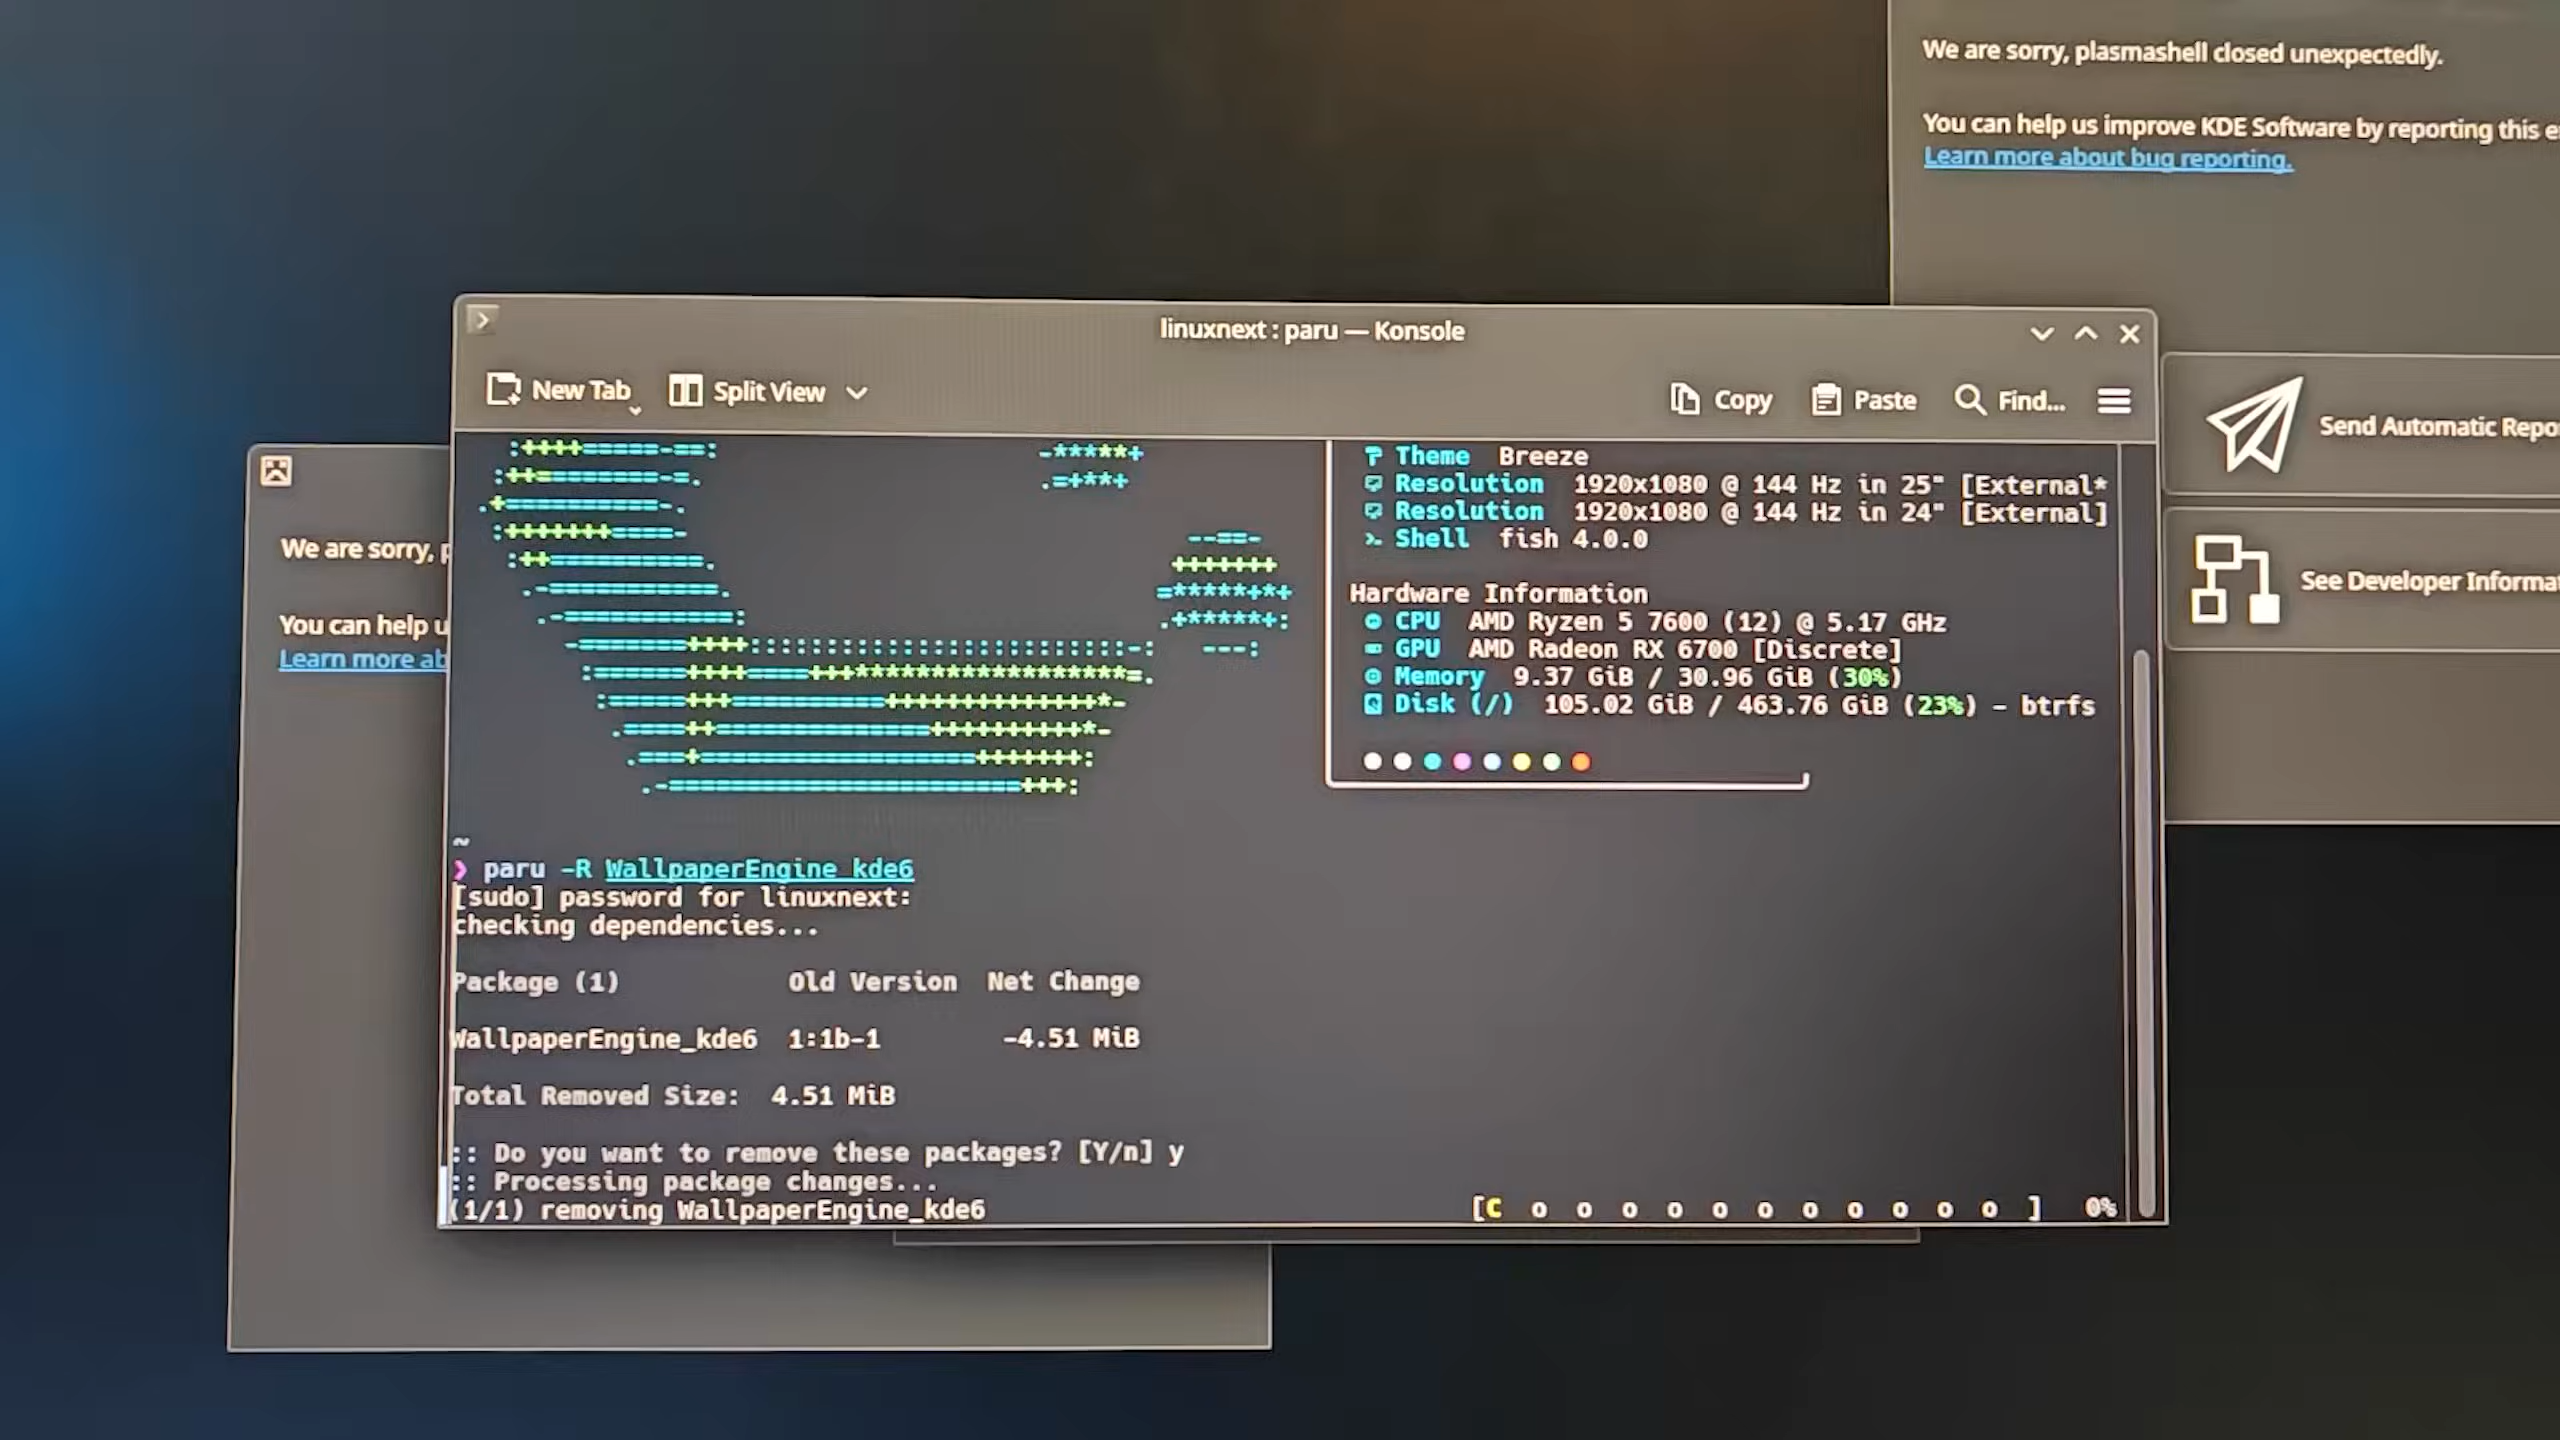 We are sorry, plasmashell closed unexpectedly.
You can help us improve KDE Software by reporting this
Learn more about bug reporting.
linuxnext : paru — Konsole
New Tab
Split View
Copy
Paste
Find...
Send Automatic
See Developer
We are sorry,
You can help
Learn more
Theme Breeze
Resolution 1920x1080 @ 144 Hz in 25" [External*
Resolution 1920x1080 @ 144 Hz in 24" [External]
Shell fish 4.0.0
Hardware Information
CPU AMD Ryzen 5 7600 (12) @ 5.17 GHz
GPU AMD Radeon RX 6700 [Discrete]
Memory 9.37 GiB / 30.96 GiB (30%)
Disk (/) 105.02 GiB / 463.76 GiB (23%) - btrfs
~
❯ paru -R WallpaperEngine_kde6
[sudo] password for linuxnext:
checking dependencies...
Package (1) Old Version Net Change
WallpaperEngine_kde6 1:1b-1 -4.51 MiB
Total Removed Size: 4.51 MiB
:: Do you want to remove these packages? [Y/n] y
:: Processing package changes...
(1/1) removing WallpaperEngine_kde6 [C o o o o o o o o o o o ] 0%